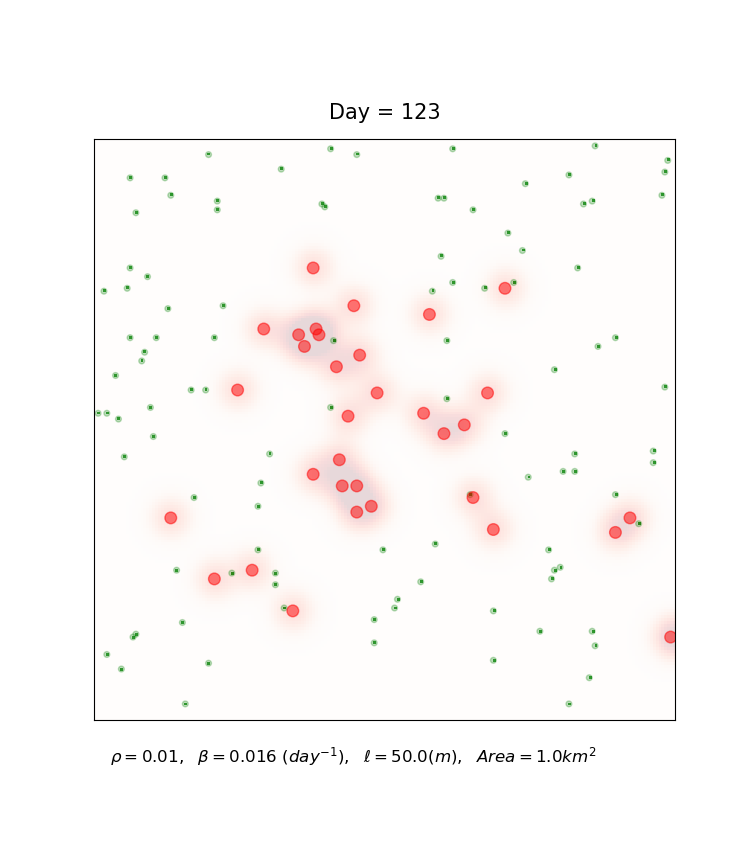 Day = 123
ρ = 0.01, β = 0.016 (day⁻¹), ℓ = 50.0(m), Area = 1.0km²